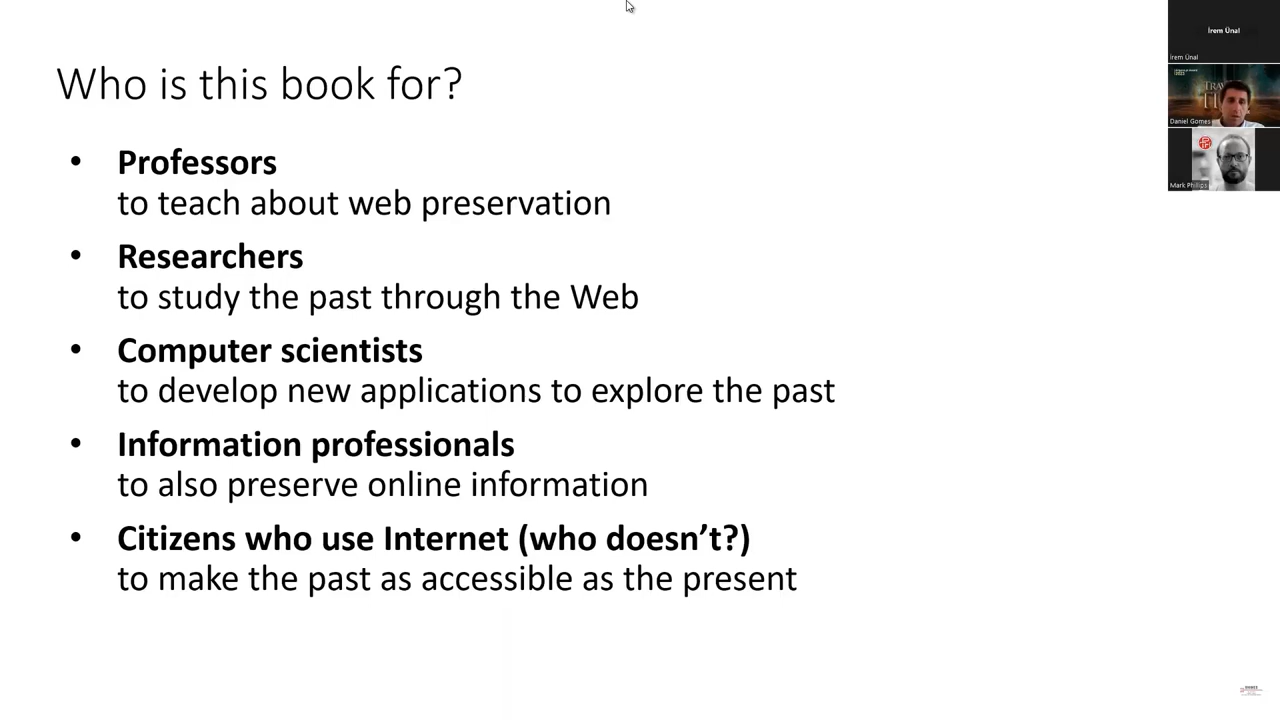 Who is this book for?
• Professors
to teach about web preservation
• Researchers
to study the past through the Web
• Computer scientists
to develop new applications to explore the past
• Information professionals
to also preserve online information
• Citizens who use Internet (who doesn’t?)
to make the past as accessible as the present
İrem Ünal
İrem Ünal
Daniel Gomes
Mark Phillips